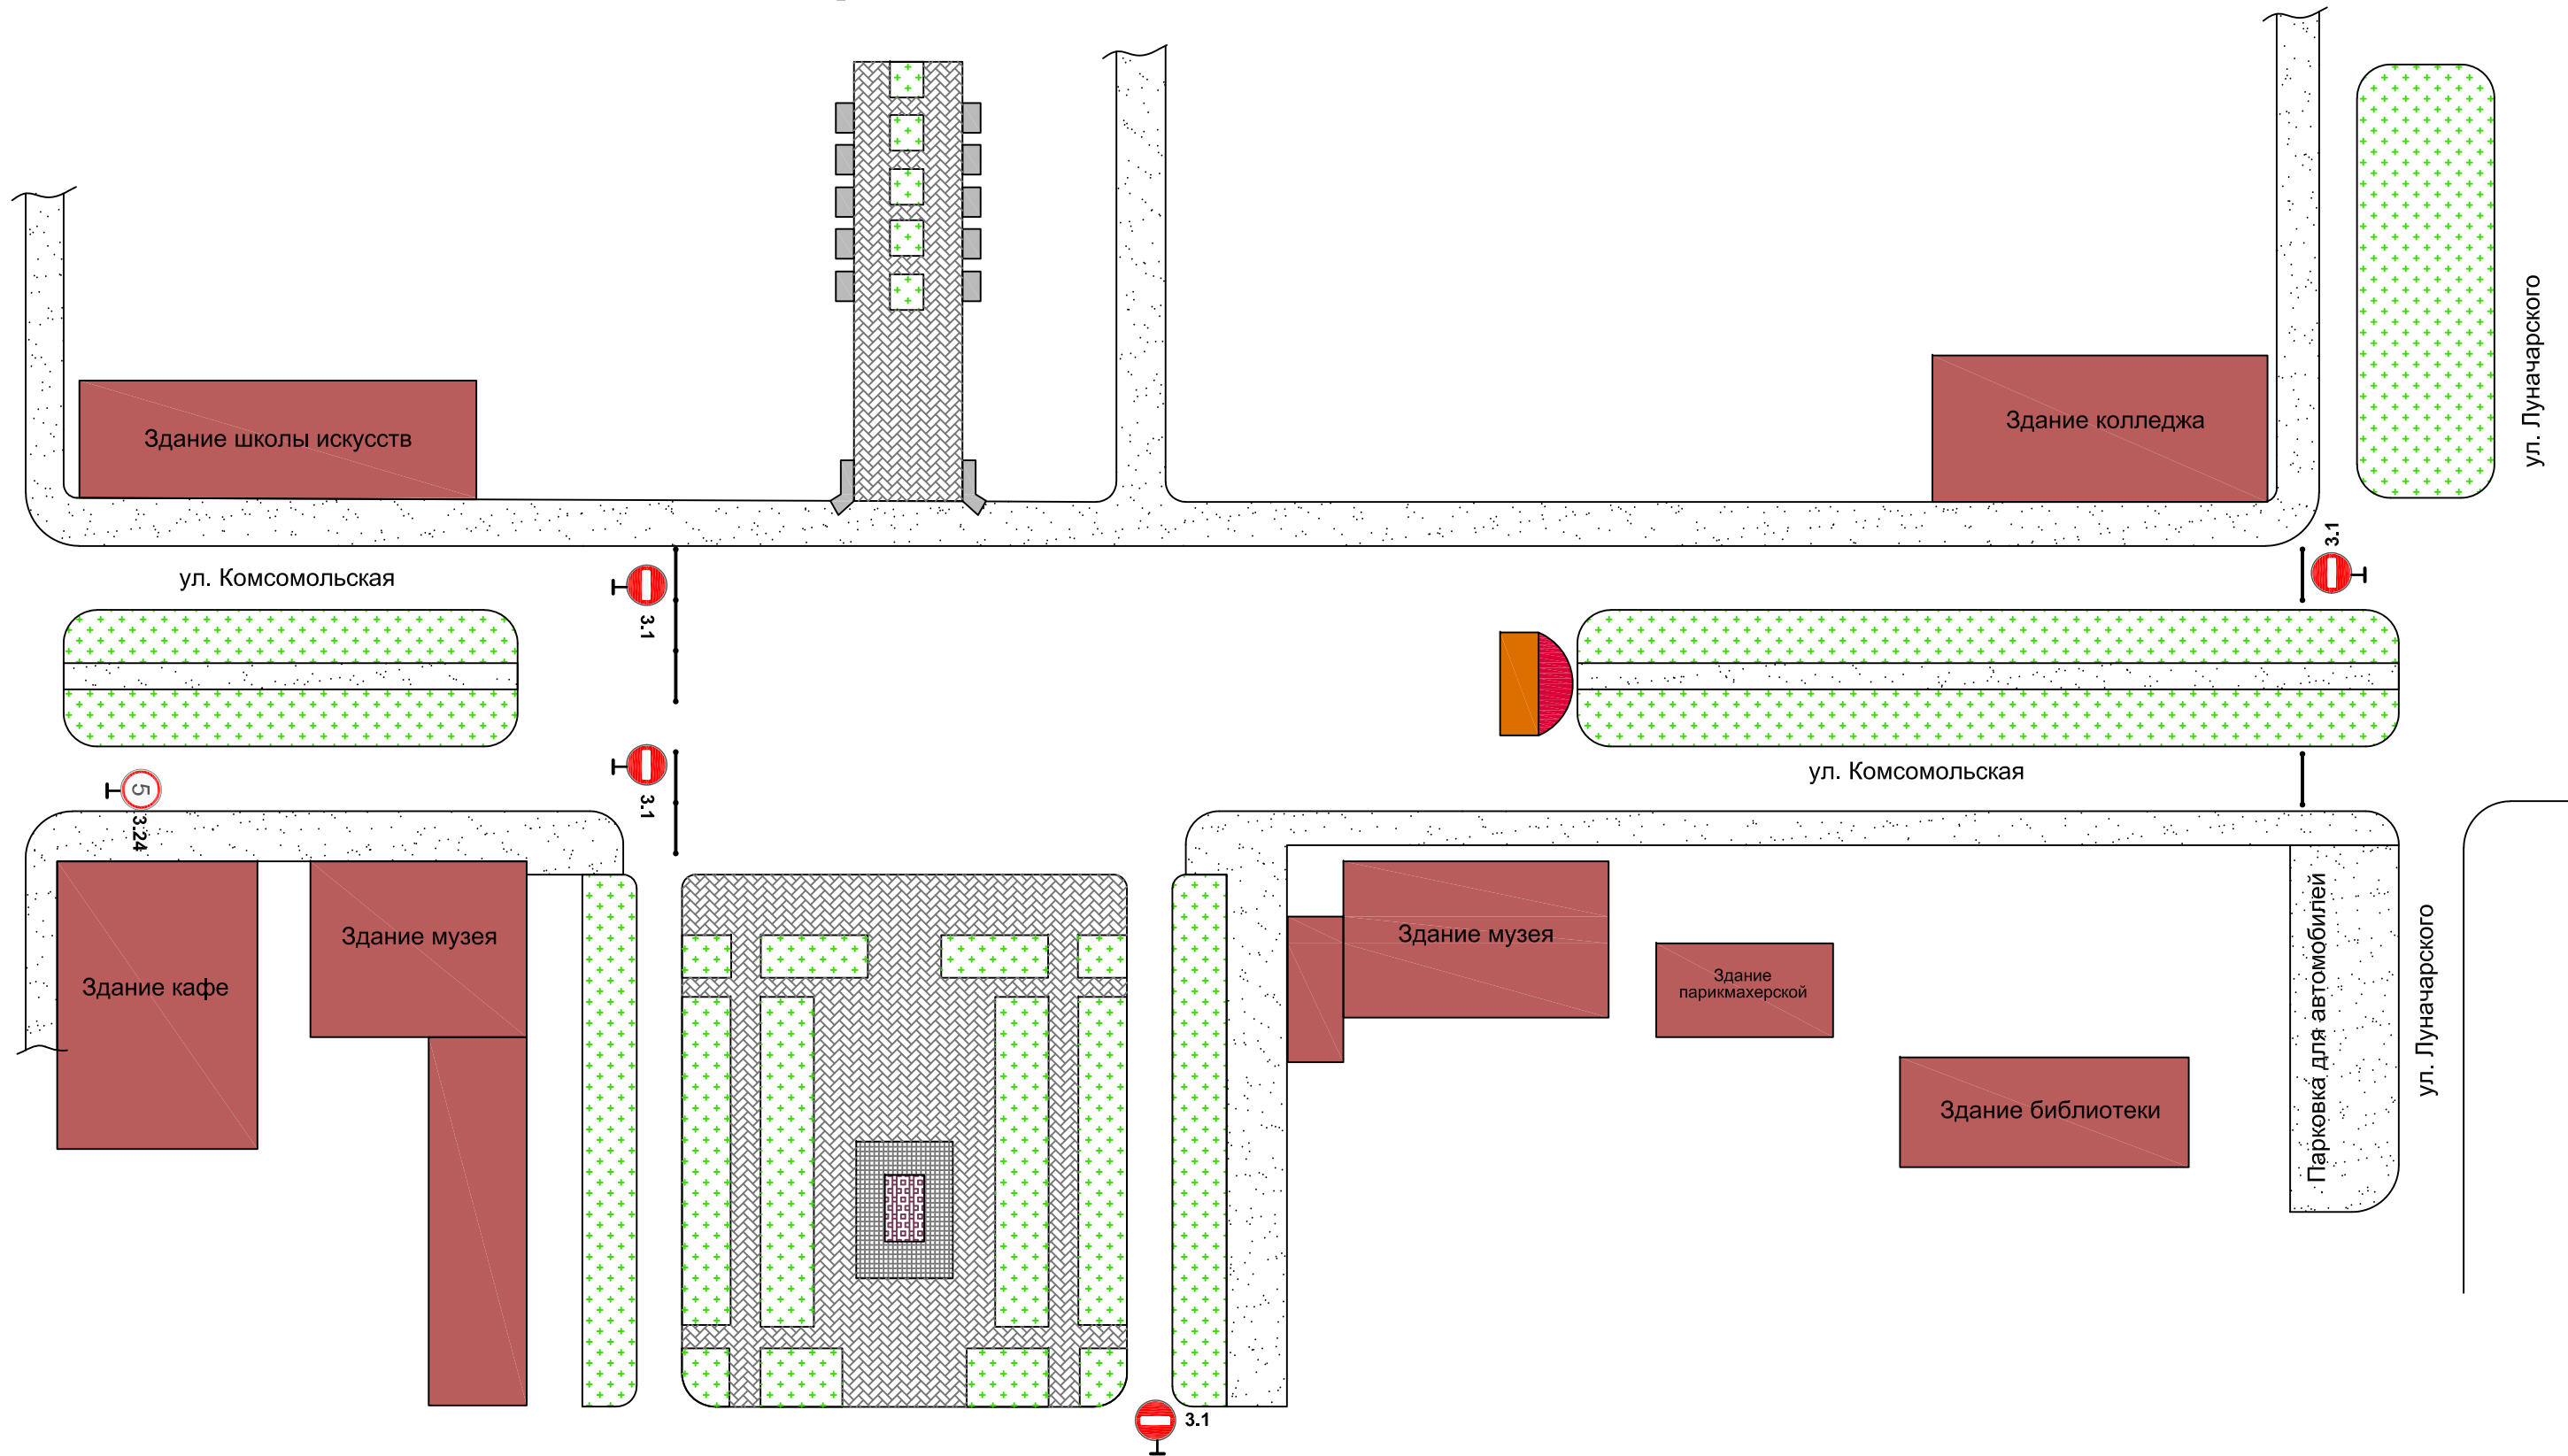 ул. Луначарского
Здание школы искусств
Здание колледжа
3.1
ул. Комсомольская
3.1
3.1
ул. Комсомольская
5
3.24
Здание кафе
Здание музея
Здание музея
Здание
парикмахерской
Здание библиотеки
Парковка для автомобилей
ул. Луначарского
3.1